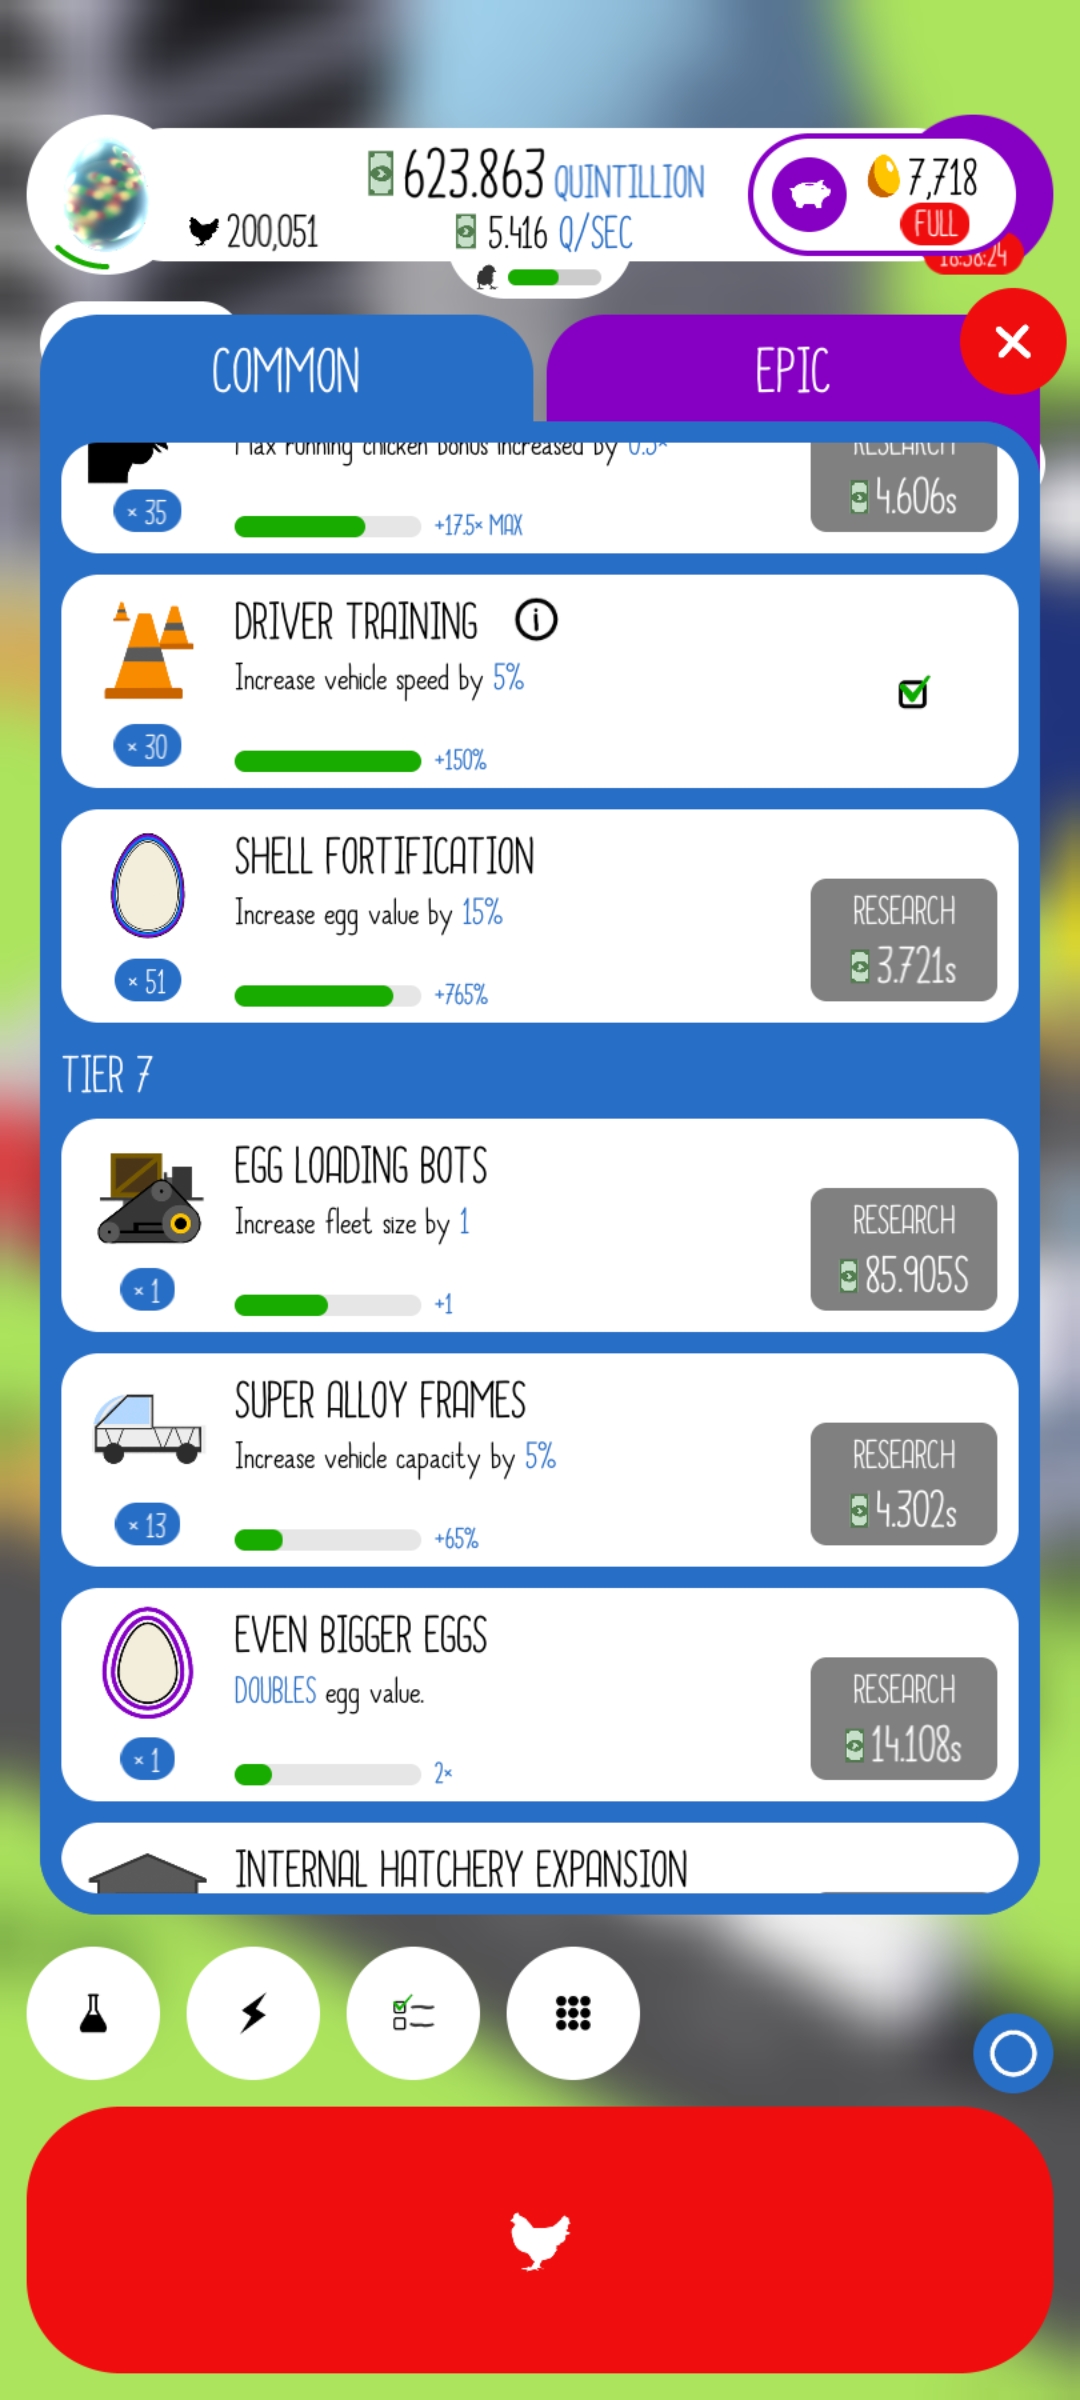 623.863 QUINTILLION
200,051
5.416 Q/SEC
7,718
FULL
18:58:24
COMMON
EPIC
Max running chicken bonus increased by 0.5×
RESEARCH
4.606s
× 35
+17.5× MAX
DRIVER TRAINING
Increase vehicle speed by 5%
× 30
+150%
SHELL FORTIFICATION
Increase egg value by 15%
RESEARCH
3.721s
× 51
+765%
TIER 7
EGG LOADING BOTS
Increase fleet size by 1
RESEARCH
85.905S
× 1
+1
SUPER ALLOY FRAMES
Increase vehicle capacity by 5%
RESEARCH
4.302s
× 13
+65%
EVEN BIGGER EGGS
DOUBLES egg value.
RESEARCH
14.108s
× 1
2×
INTERNAL HATCHERY EXPANSION